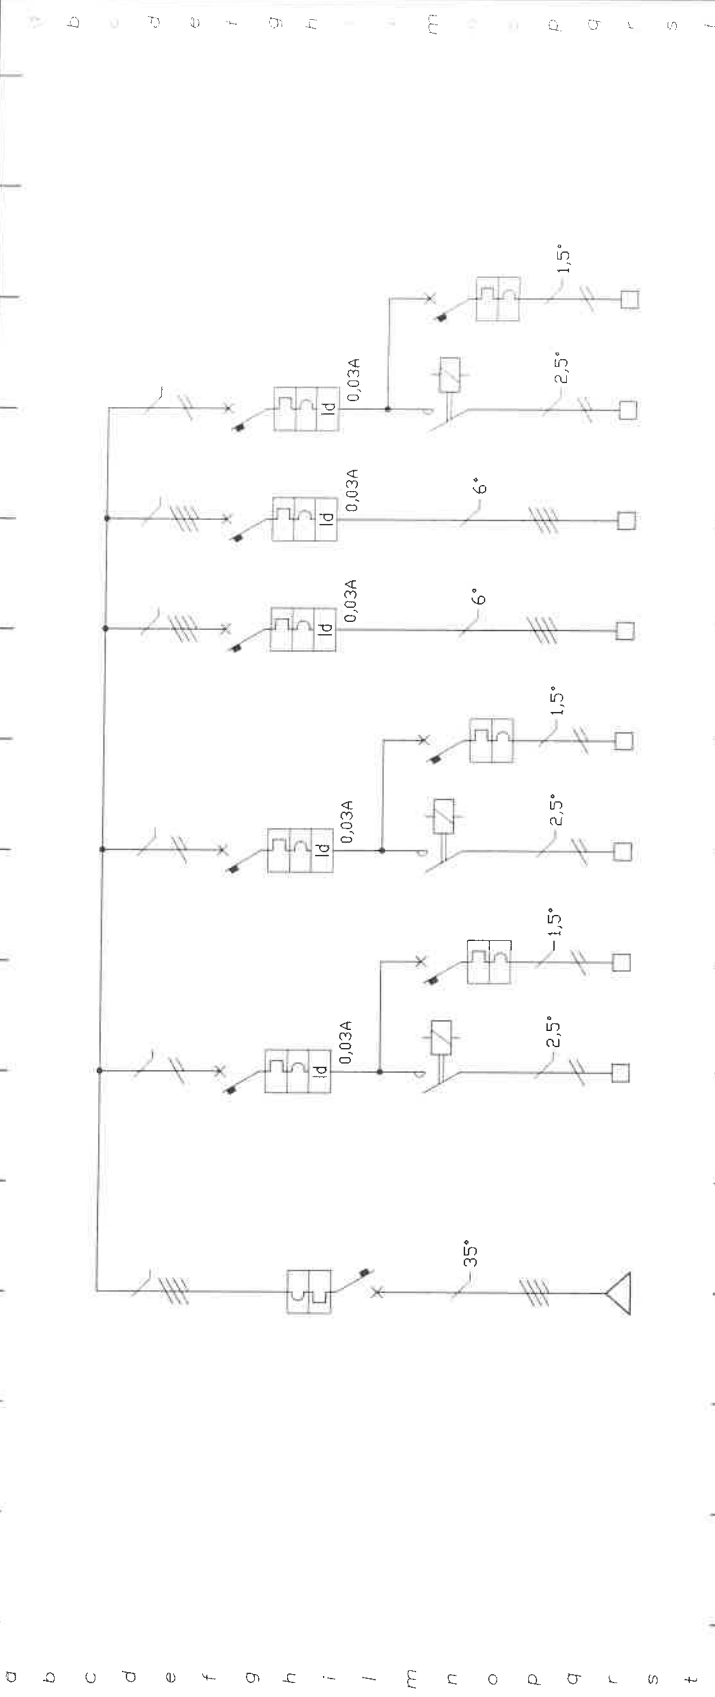 a
b b
c c
d d
e e
f f
g g
h h
Id Id Id Id Id
i
0,03A 0,03A 0,03A 0,03A 0,03A
l
m m
n
35° 6° 6°
o
p p
2,5° 1,5° 2,5° 1,5° 2,5° 1,5°
q q
r r
s s
t t